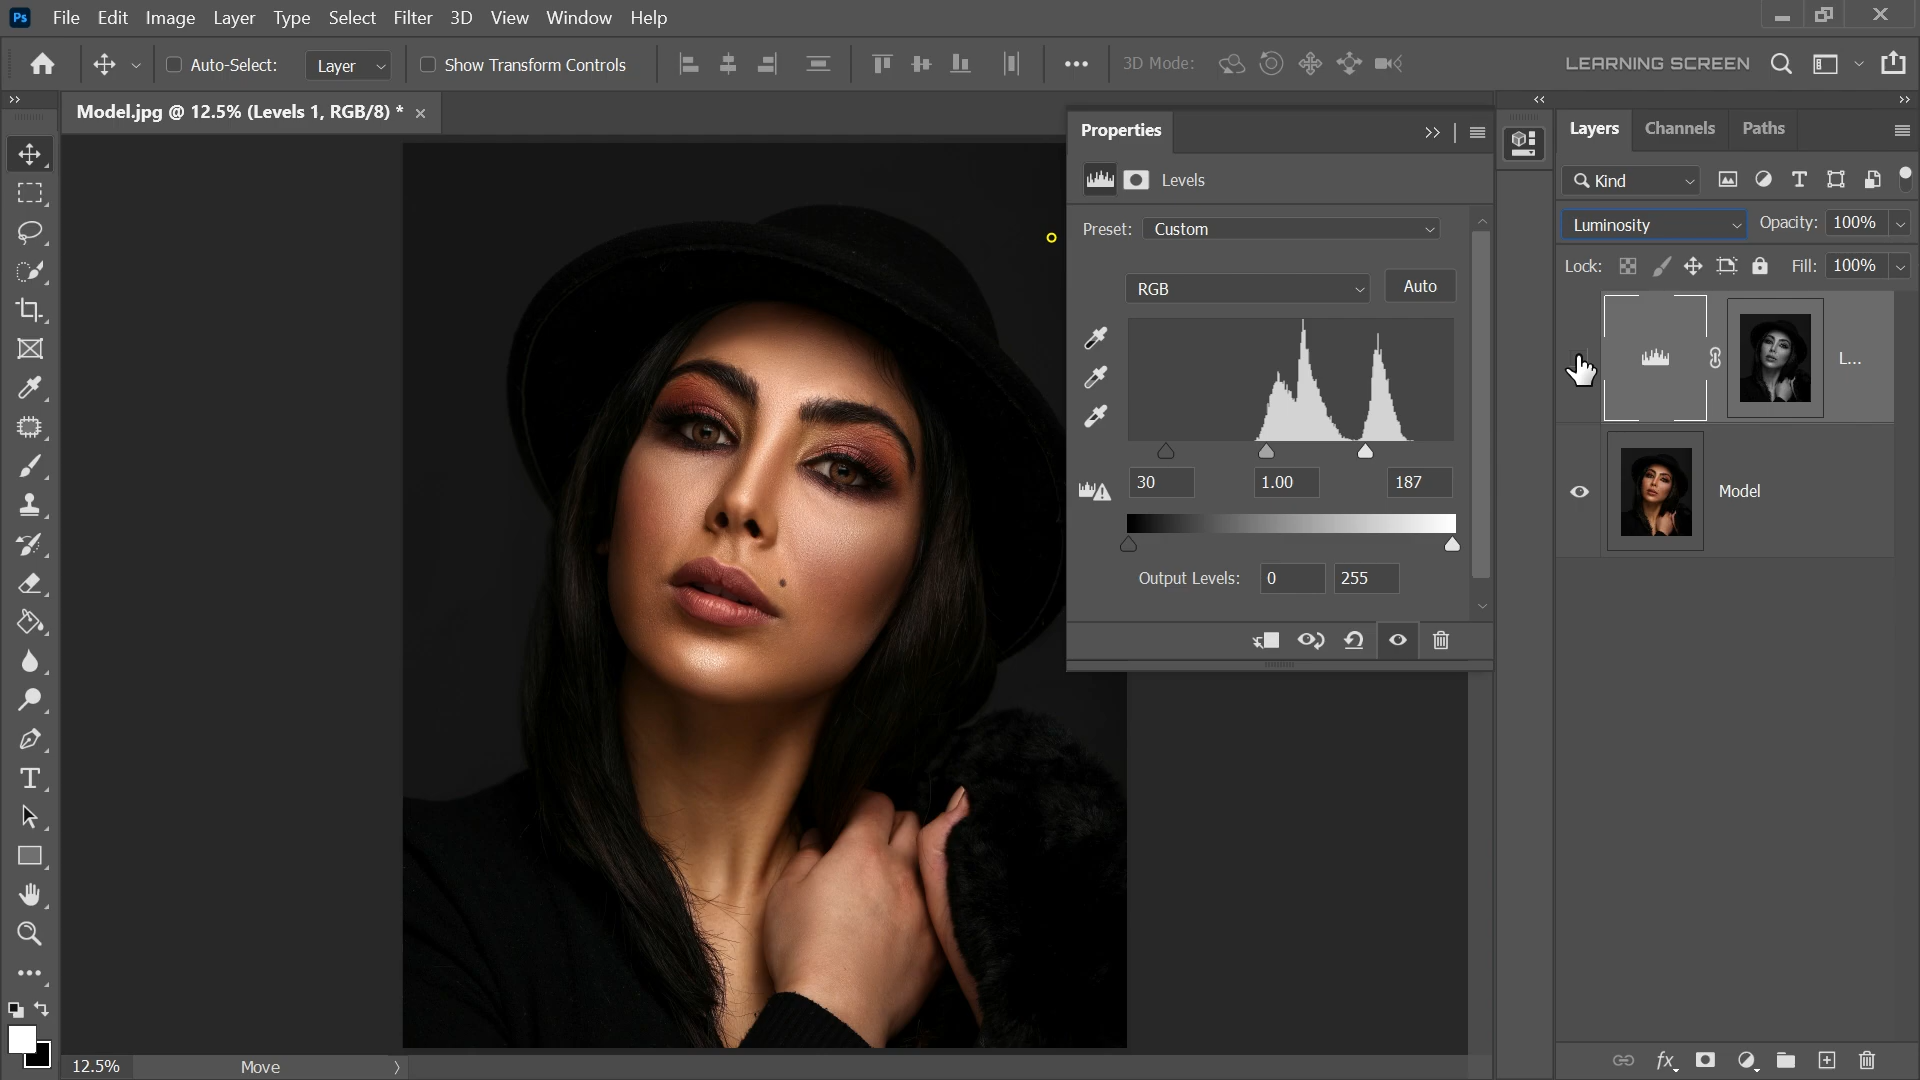 Ps File Edit Image Layer Type Select Filter 3D View Window Help
Auto-Select: Layer Show Transform Controls 3D Mode: LEARNING SCREEN
Model.jpg @ 12.5% (Levels 1, RGB/8) *
Properties
Levels
Preset: Custom
RGB Auto
30 1.00 187
Output Levels: 0 255
Layers Channels Paths
Kind
Luminosity Opacity: 100%
Lock: Fill: 100%
L...
Model
12.5% Move